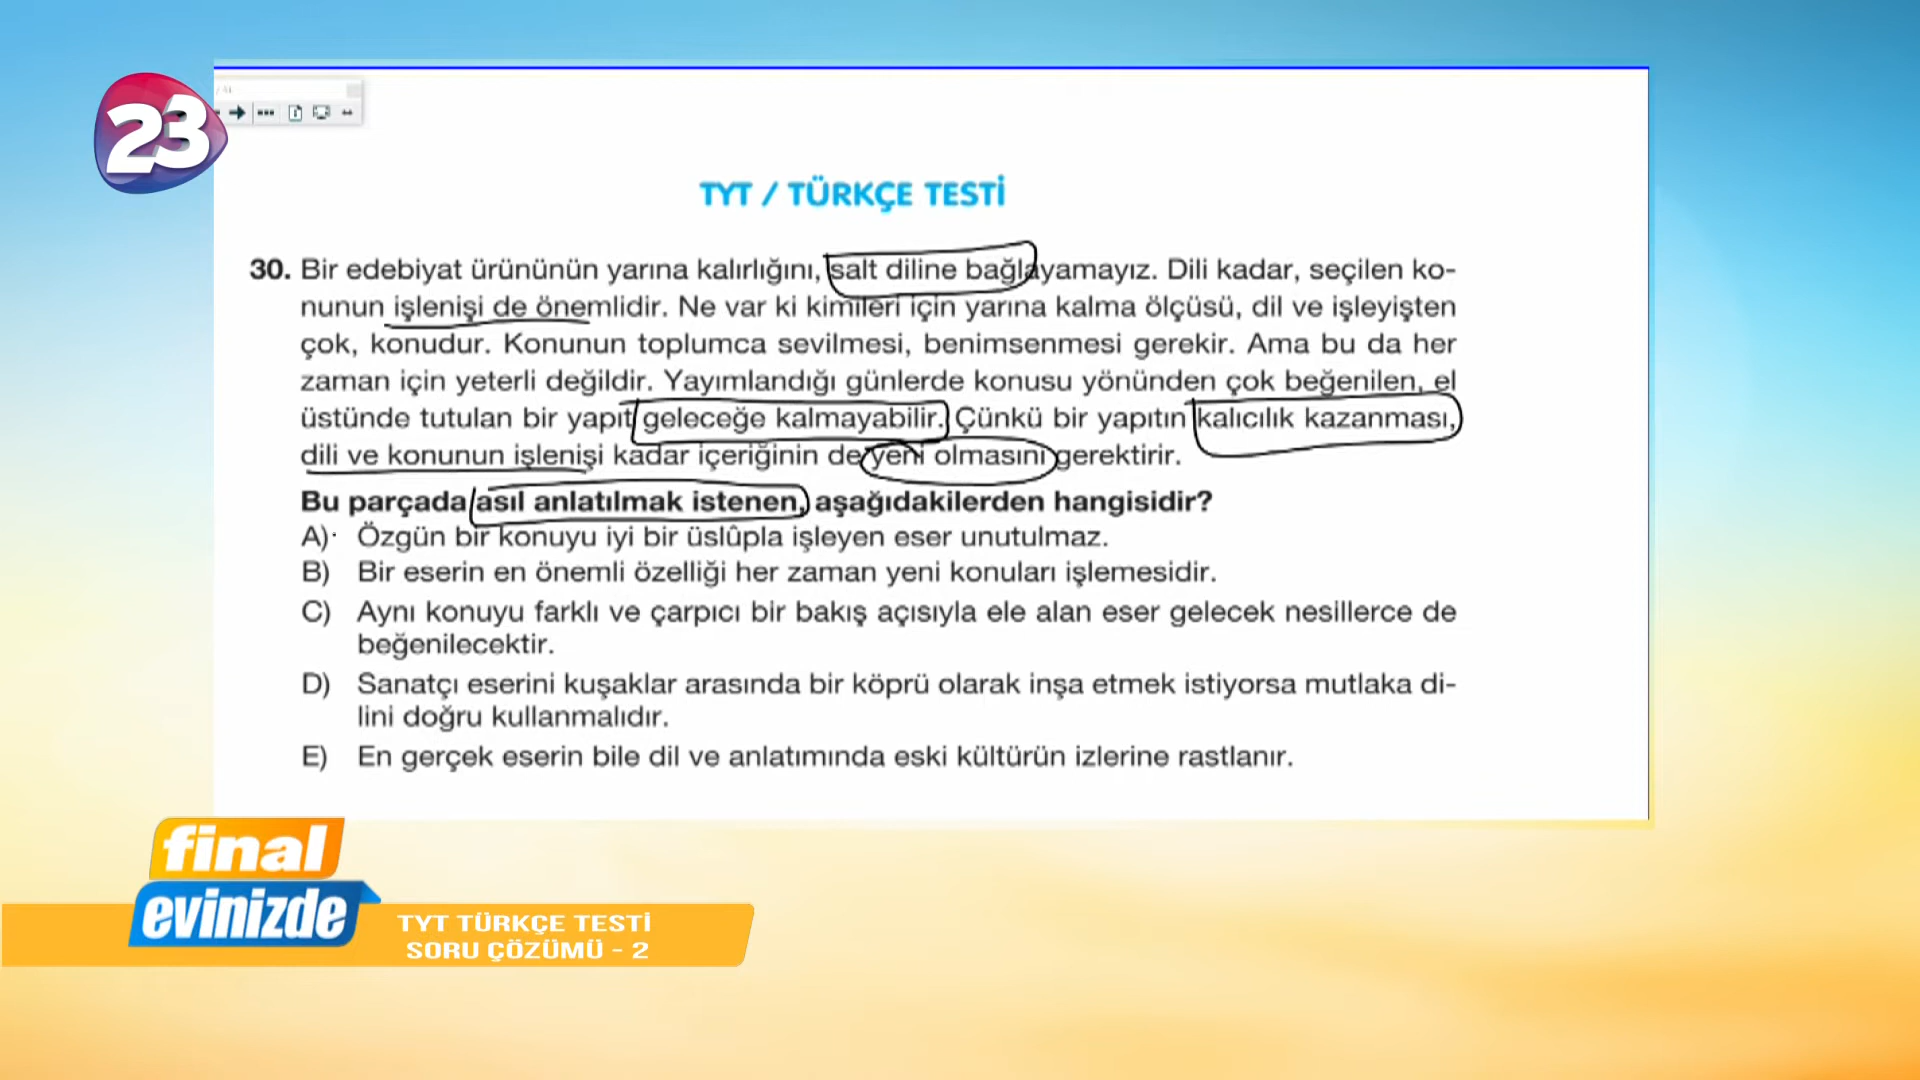 23
TYT / TÜRKÇE TESTİ
30. Bir edebiyat ürününün yarına kalırlığını, salt diline bağlayamayız. Dili kadar, seçilen ko-
nunun işlenişi de önemlidir. Ne var ki kimileri için yarına kalma ölçüsü, dil ve işleyişten
çok, konudur. Konunun toplumca sevilmesi, benimsenmesi gerekir. Ama bu da her
zaman için yeterli değildir. Yayımlandığı günlerde konusu yönünden çok beğenilen, el
üstünde tutulan bir yapıt geleceğe kalmayabilir. Çünkü bir yapıtın kalıcılık kazanması,
dili ve konunun işlenişi kadar içeriğinin de yeni olmasını gerektirir.
Bu parçada asıl anlatılmak istenen, aşağıdakilerden hangisidir?
A) Özgün bir konuyu iyi bir üslûpla işleyen eser unutulmaz.
B) Bir eserin en önemli özelliği her zaman yeni konuları işlemesidir.
C) Aynı konuyu farklı ve çarpıcı bir bakış açısıyla ele alan eser gelecek nesillerce de
beğenilecektir.
D) Sanatçı eserini kuşaklar arasında bir köprü olarak inşa etmek istiyorsa mutlaka di-
lini doğru kullanmalıdır.
E) En gerçek eserin bile dil ve anlatımında eski kültürün izlerine rastlanır.
final
evinizde
TYT TÜRKÇE TESTİ
SORU ÇÖZÜMÜ - 2